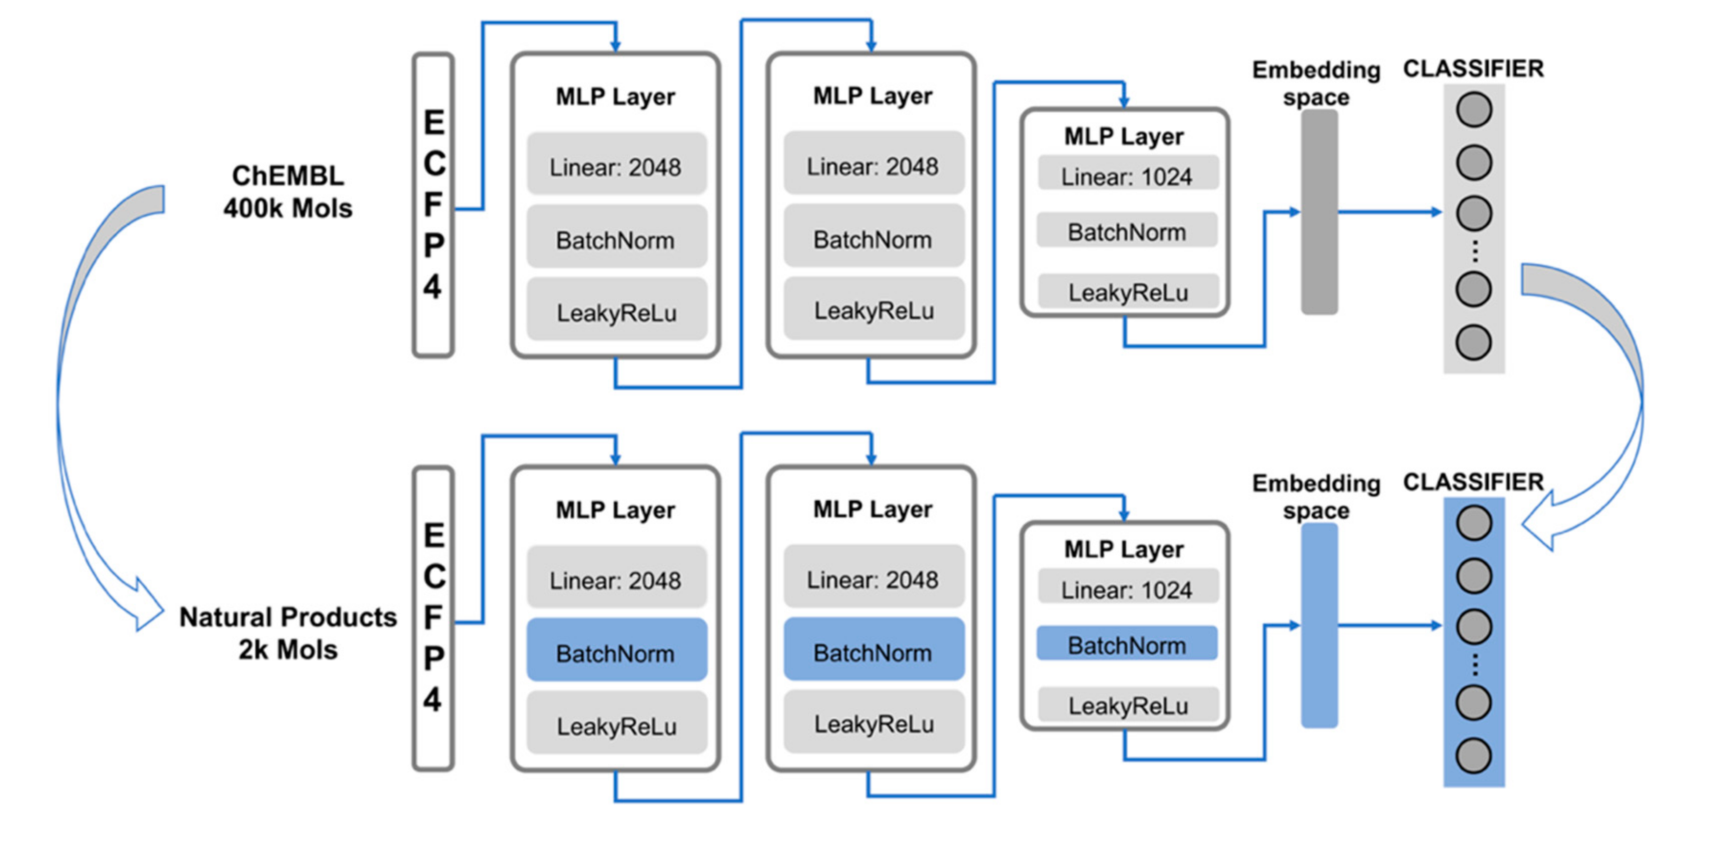 ChEMBL
400k Mols
E
C
F
P
4
MLP Layer
Linear: 2048
BatchNorm
LeakyReLu
MLP Layer
Linear: 2048
BatchNorm
LeakyReLu
MLP Layer
Linear: 1024
BatchNorm
LeakyReLu
Embedding
space
CLASSIFIER
Natural Products
2k Mols
E
C
F
P
4
MLP Layer
Linear: 2048
BatchNorm
LeakyReLu
MLP Layer
Linear: 2048
BatchNorm
LeakyReLu
MLP Layer
Linear: 1024
BatchNorm
LeakyReLu
Embedding
space
CLASSIFIER